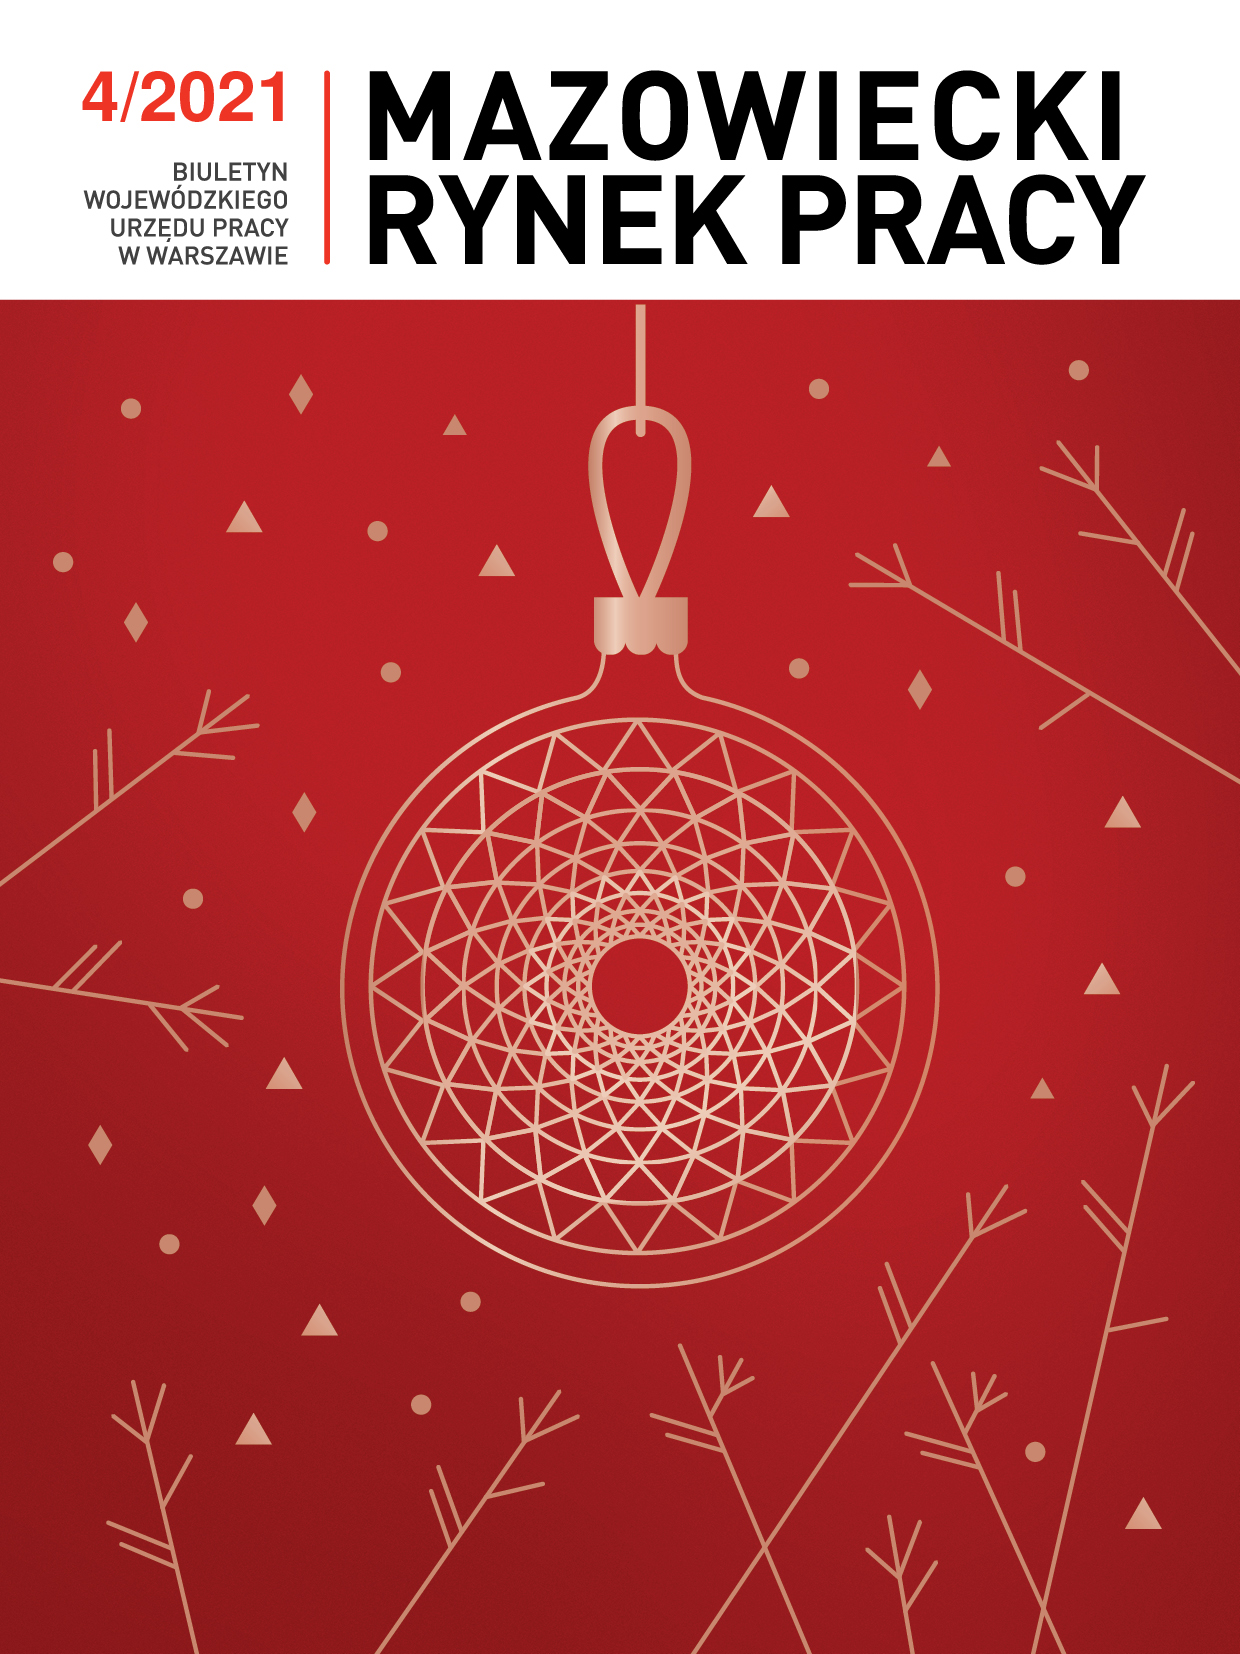 4/2021
BIULETYN
WOJEWÓDZKIEGO
URZĘDU PRACY
W WARSZAWIE
MAZOWIECKI
RYNEK PRACY